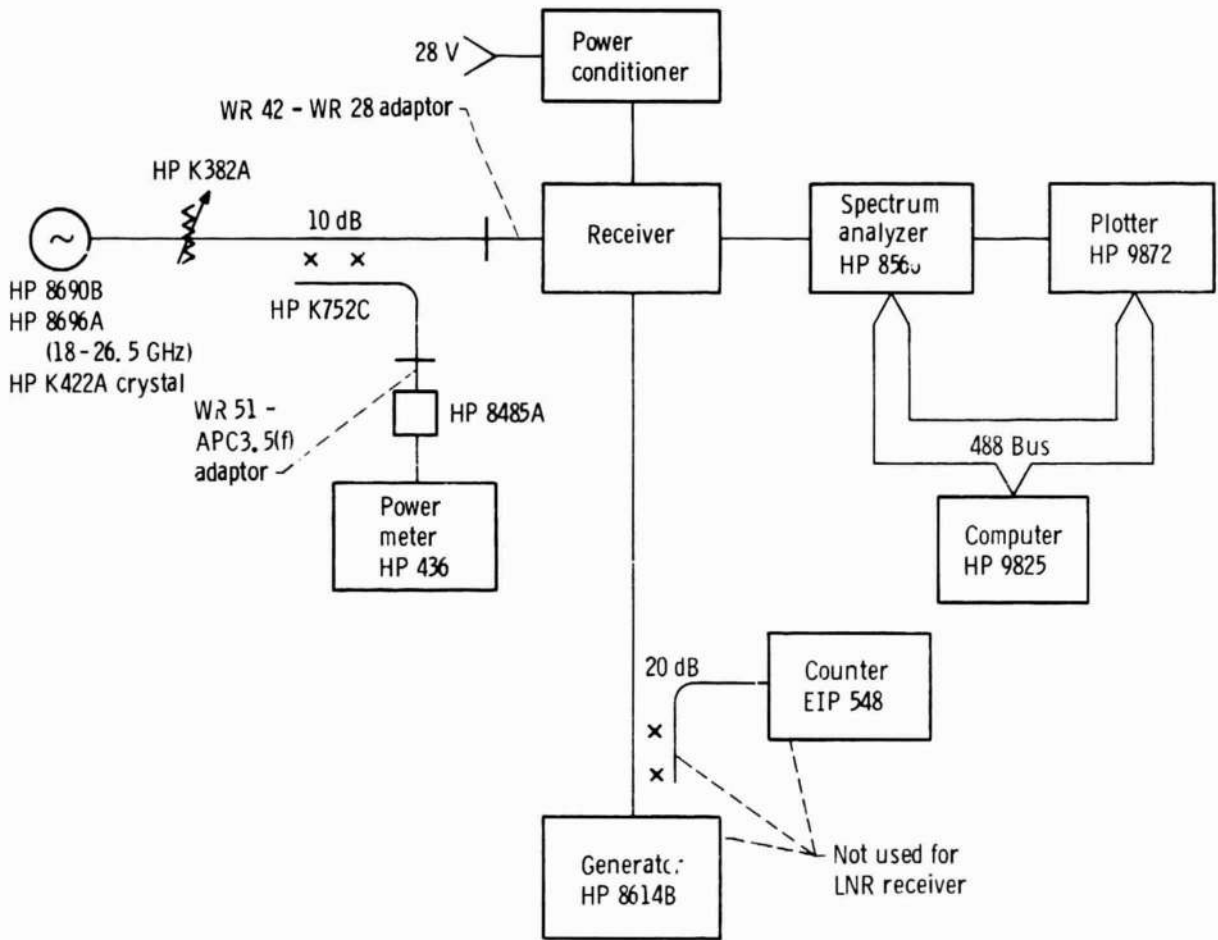 28 V
Power
conditioner
WR 42 - WR 28 adaptor
HP K382A
10 dB
Receiver
Spectrum
analyzer
HP
Plotter
HP 9872
HP 8690B
HP 8696A
(18-26.5 GHz)
HP K422A crystal
HP K752C
WR 51 -
APC3.5(f)
adaptor
HP 8485A
488 Bus
Power
meter
HP 436
Computer
HP 9825
20 dB
Counter
EIP 548
Generator
HP 8614B
Not used for
LNR receiver